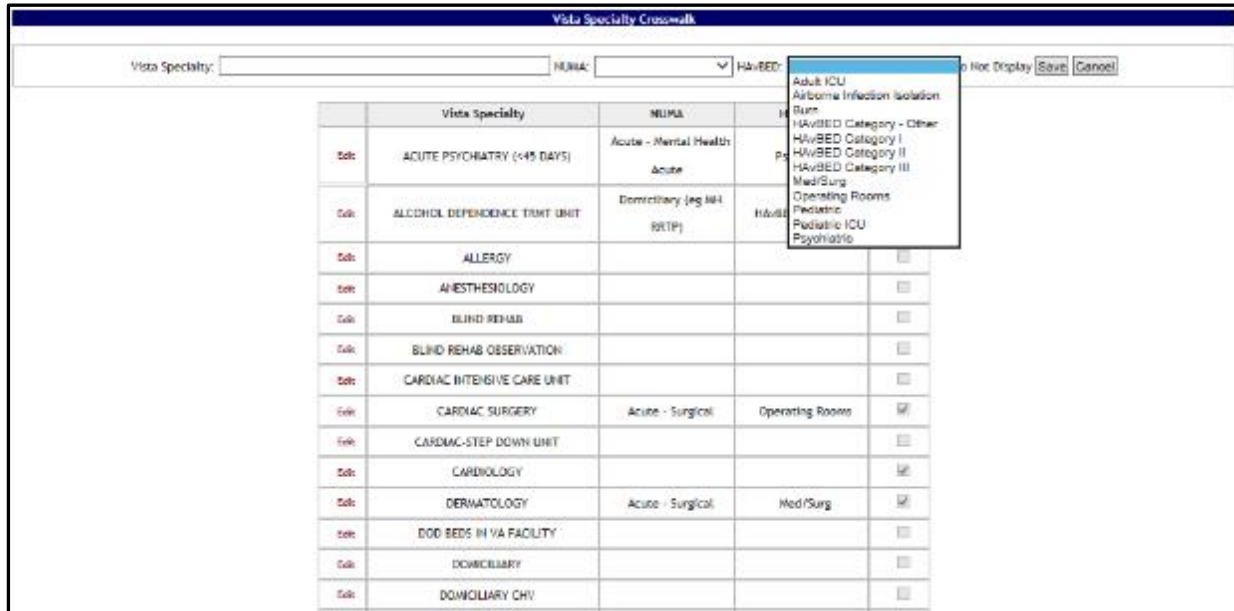 Vista Specialty Crosswalk
Vista Specialty: NUMA: HAvBED: o Not Display Save Cancel
Adult ICU
Airborne Infection Isolation
Burn
HAvBED Category - Other
HAvBED Category I
HAvBED Category II
HAvBED Category III
Med/Surg
Operating Rooms
Pediatric
Pediatric ICU
Psychiatric
Vista Specialty NUMA H
Edit ACUTE PSYCHIATRY (<45 DAYS) Acute - Mental Health Acute Ps
Edit ALCOHOL DEPENDENCE TRMT UNIT Domiciliary (eg MH RRTP) HAvBE
Edit ALLERGY
Edit ANESTHESIOLOGY
Edit BLIND REHAB
Edit BLIND REHAB OBSERVATION
Edit CARDIAC INTENSIVE CARE UNIT
Edit CARDIAC SURGERY Acute - Surgical Operating Rooms
Edit CARDIAC-STEP DOWN UNIT
Edit CARDIOLOGY
Edit DERMATOLOGY Acute - Surgical Med/Surg
Edit DOD BEDS IN VA FACILITY
Edit DOMICILIARY
Edit DOMICILIARY CHV